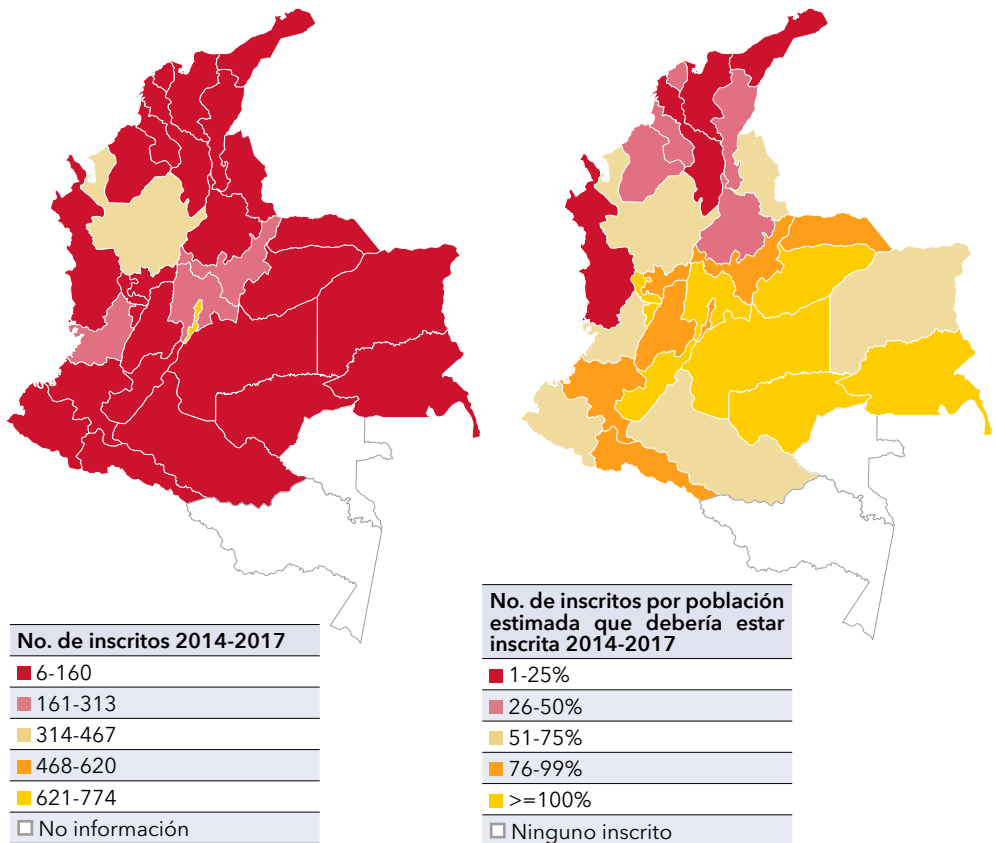 No. de inscritos 2014-2017
6-160
161-313
314-467
468-620
621-774
No información
No. de inscritos por población
estimada que debería estar
inscrita 2014-2017
1-25%
26-50%
51-75%
76-99%
>=100%
Ninguno inscrito